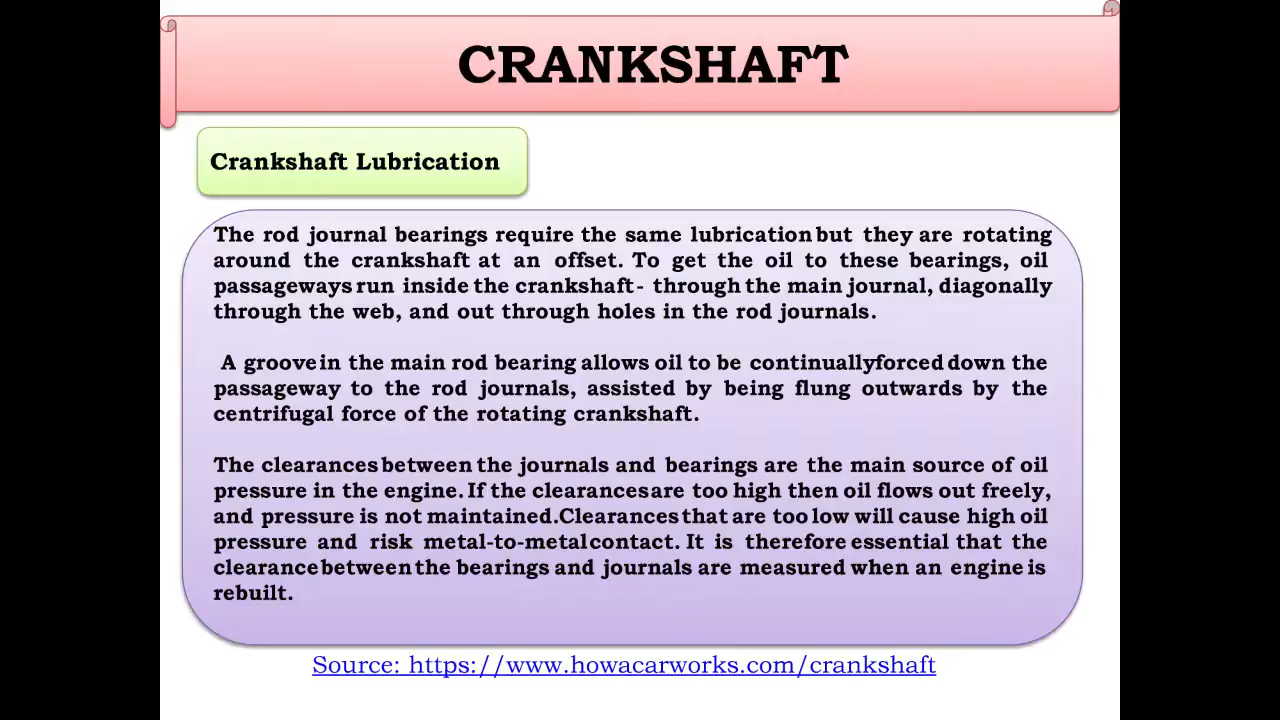 CRANKSHAFT
Crankshaft Lubrication
The rod journal bearings require the same lubrication but they are rotating
around the crankshaft at an offset. To get the oil to these bearings, oil
passageways run inside the crankshaft - through the main journal, diagonally
through the web, and out through holes in the rod journals.
A groove in the main rod bearing allows oil to be continually forced down the
passageway to the rod journals, assisted by being flung outwards by the
centrifugal force of the rotating crankshaft.
The clearances between the journals and bearings are the main source of oil
pressure in the engine. If the clearances are too high then oil flows out freely,
and pressure is not maintained. Clearances that are too low will cause high oil
pressure and risk metal-to-metal contact. It is therefore essential that the
clearance between the bearings and journals are measured when an engine is
rebuilt.
Source: https://www.howacarworks.com/crankshaft